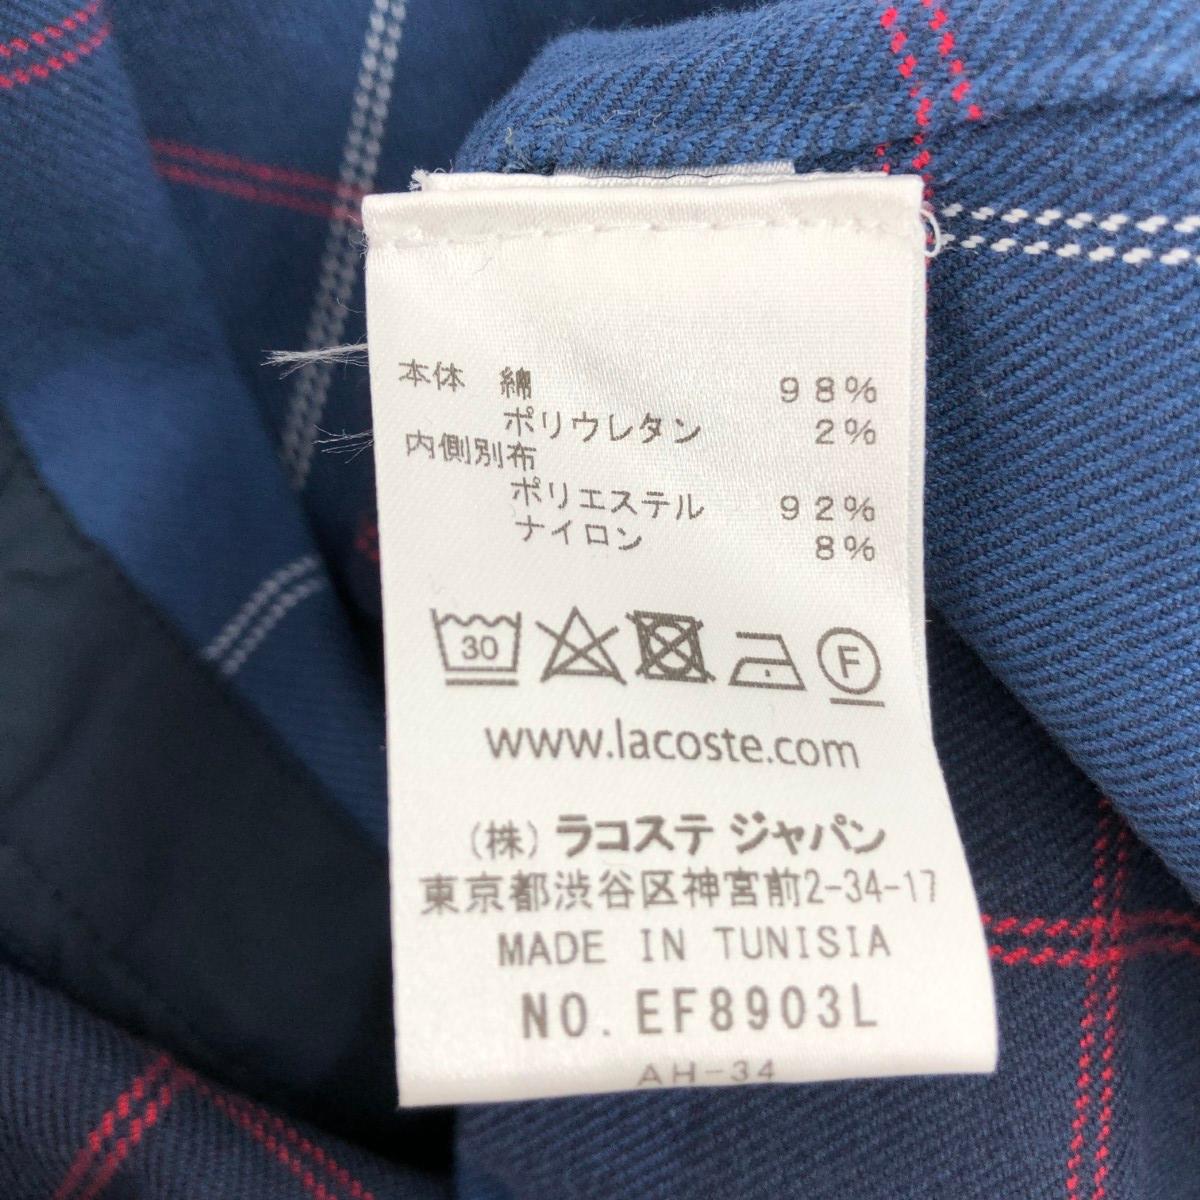 本体 綿 98%
ポリウレタン 2%
内側別布
ポリエステル 92%
ナイロン 8%
30 F
www.lacoste.com
(株) ラコステ ジャパン
東京都渋谷区神宮前2-34-17
MADE IN TUNISIA
NO. EF8903L
AH-34